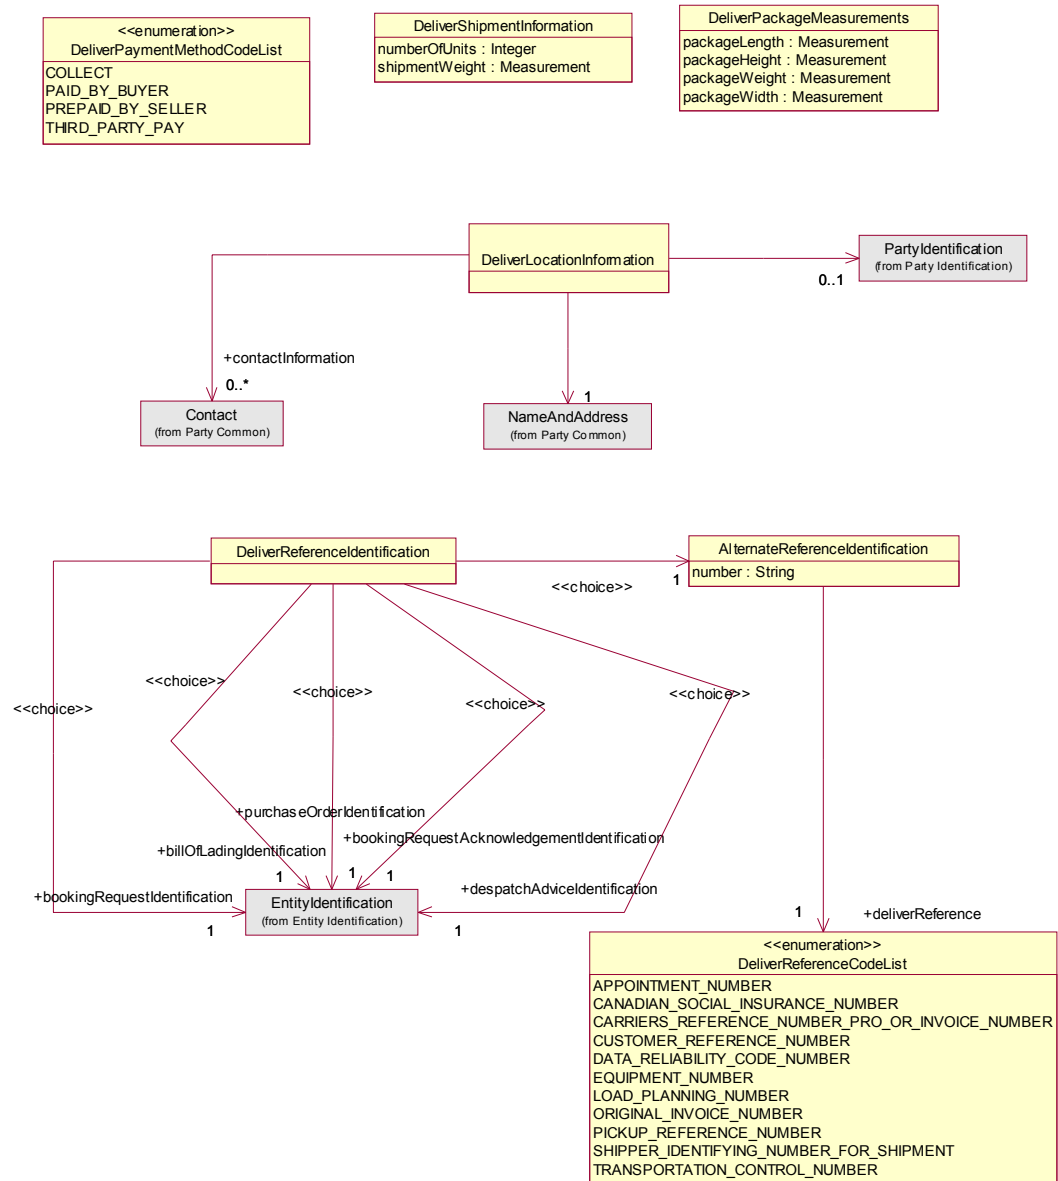 <<enumeration>>
DeliverPaymentMethodCodeList
COLLECT
PAID_BY_BUYER
PREPAID_BY_SELLER
THIRD_PARTY_PAY
DeliverShipmentInformation
numberOfUnits : Integer
shipmentWeight : Measurement
DeliverPackageMeasurements
packageLength : Measurement
packageHeight : Measurement
packageWeight : Measurement
packageWidth : Measurement
DeliverLocationInformation
PartyIdentification
(from Party Identification)
0..1
+contactInformation
0..*
Contact
(from Party Common)
1
NameAndAddress
(from Party Common)
DeliverReferenceIdentification
AlternateReferenceIdentification
number : String
1
<<choice>>
<<choice>>
<<choice>>
<<choice>>
<<choice>>
<<choice>>
+purchaseOrderIdentification
+bookingRequestAcknowledgementIdentification
+billOfLadingIdentification
1
1
1
+despatchAdviceIdentification
+bookingRequestIdentification
EntityIdentification
(from Entity Identification)
1
1
1
+deliverReference
<<enumeration>>
DeliverReferenceCodeList
APPOINTMENT_NUMBER
CANADIAN_SOCIAL_INSURANCE_NUMBER
CARRIERS_REFERENCE_NUMBER_PRO_OR_INVOICE_NUMBER
CUSTOMER_REFERENCE_NUMBER
DATA_RELIABILITY_CODE_NUMBER
EQUIPMENT_NUMBER
LOAD_PLANNING_NUMBER
ORIGINAL_INVOICE_NUMBER
PICKUP_REFERENCE_NUMBER
SHIPPER_IDENTIFYING_NUMBER_FOR_SHIPMENT
TRANSPORTATION_CONTROL_NUMBER